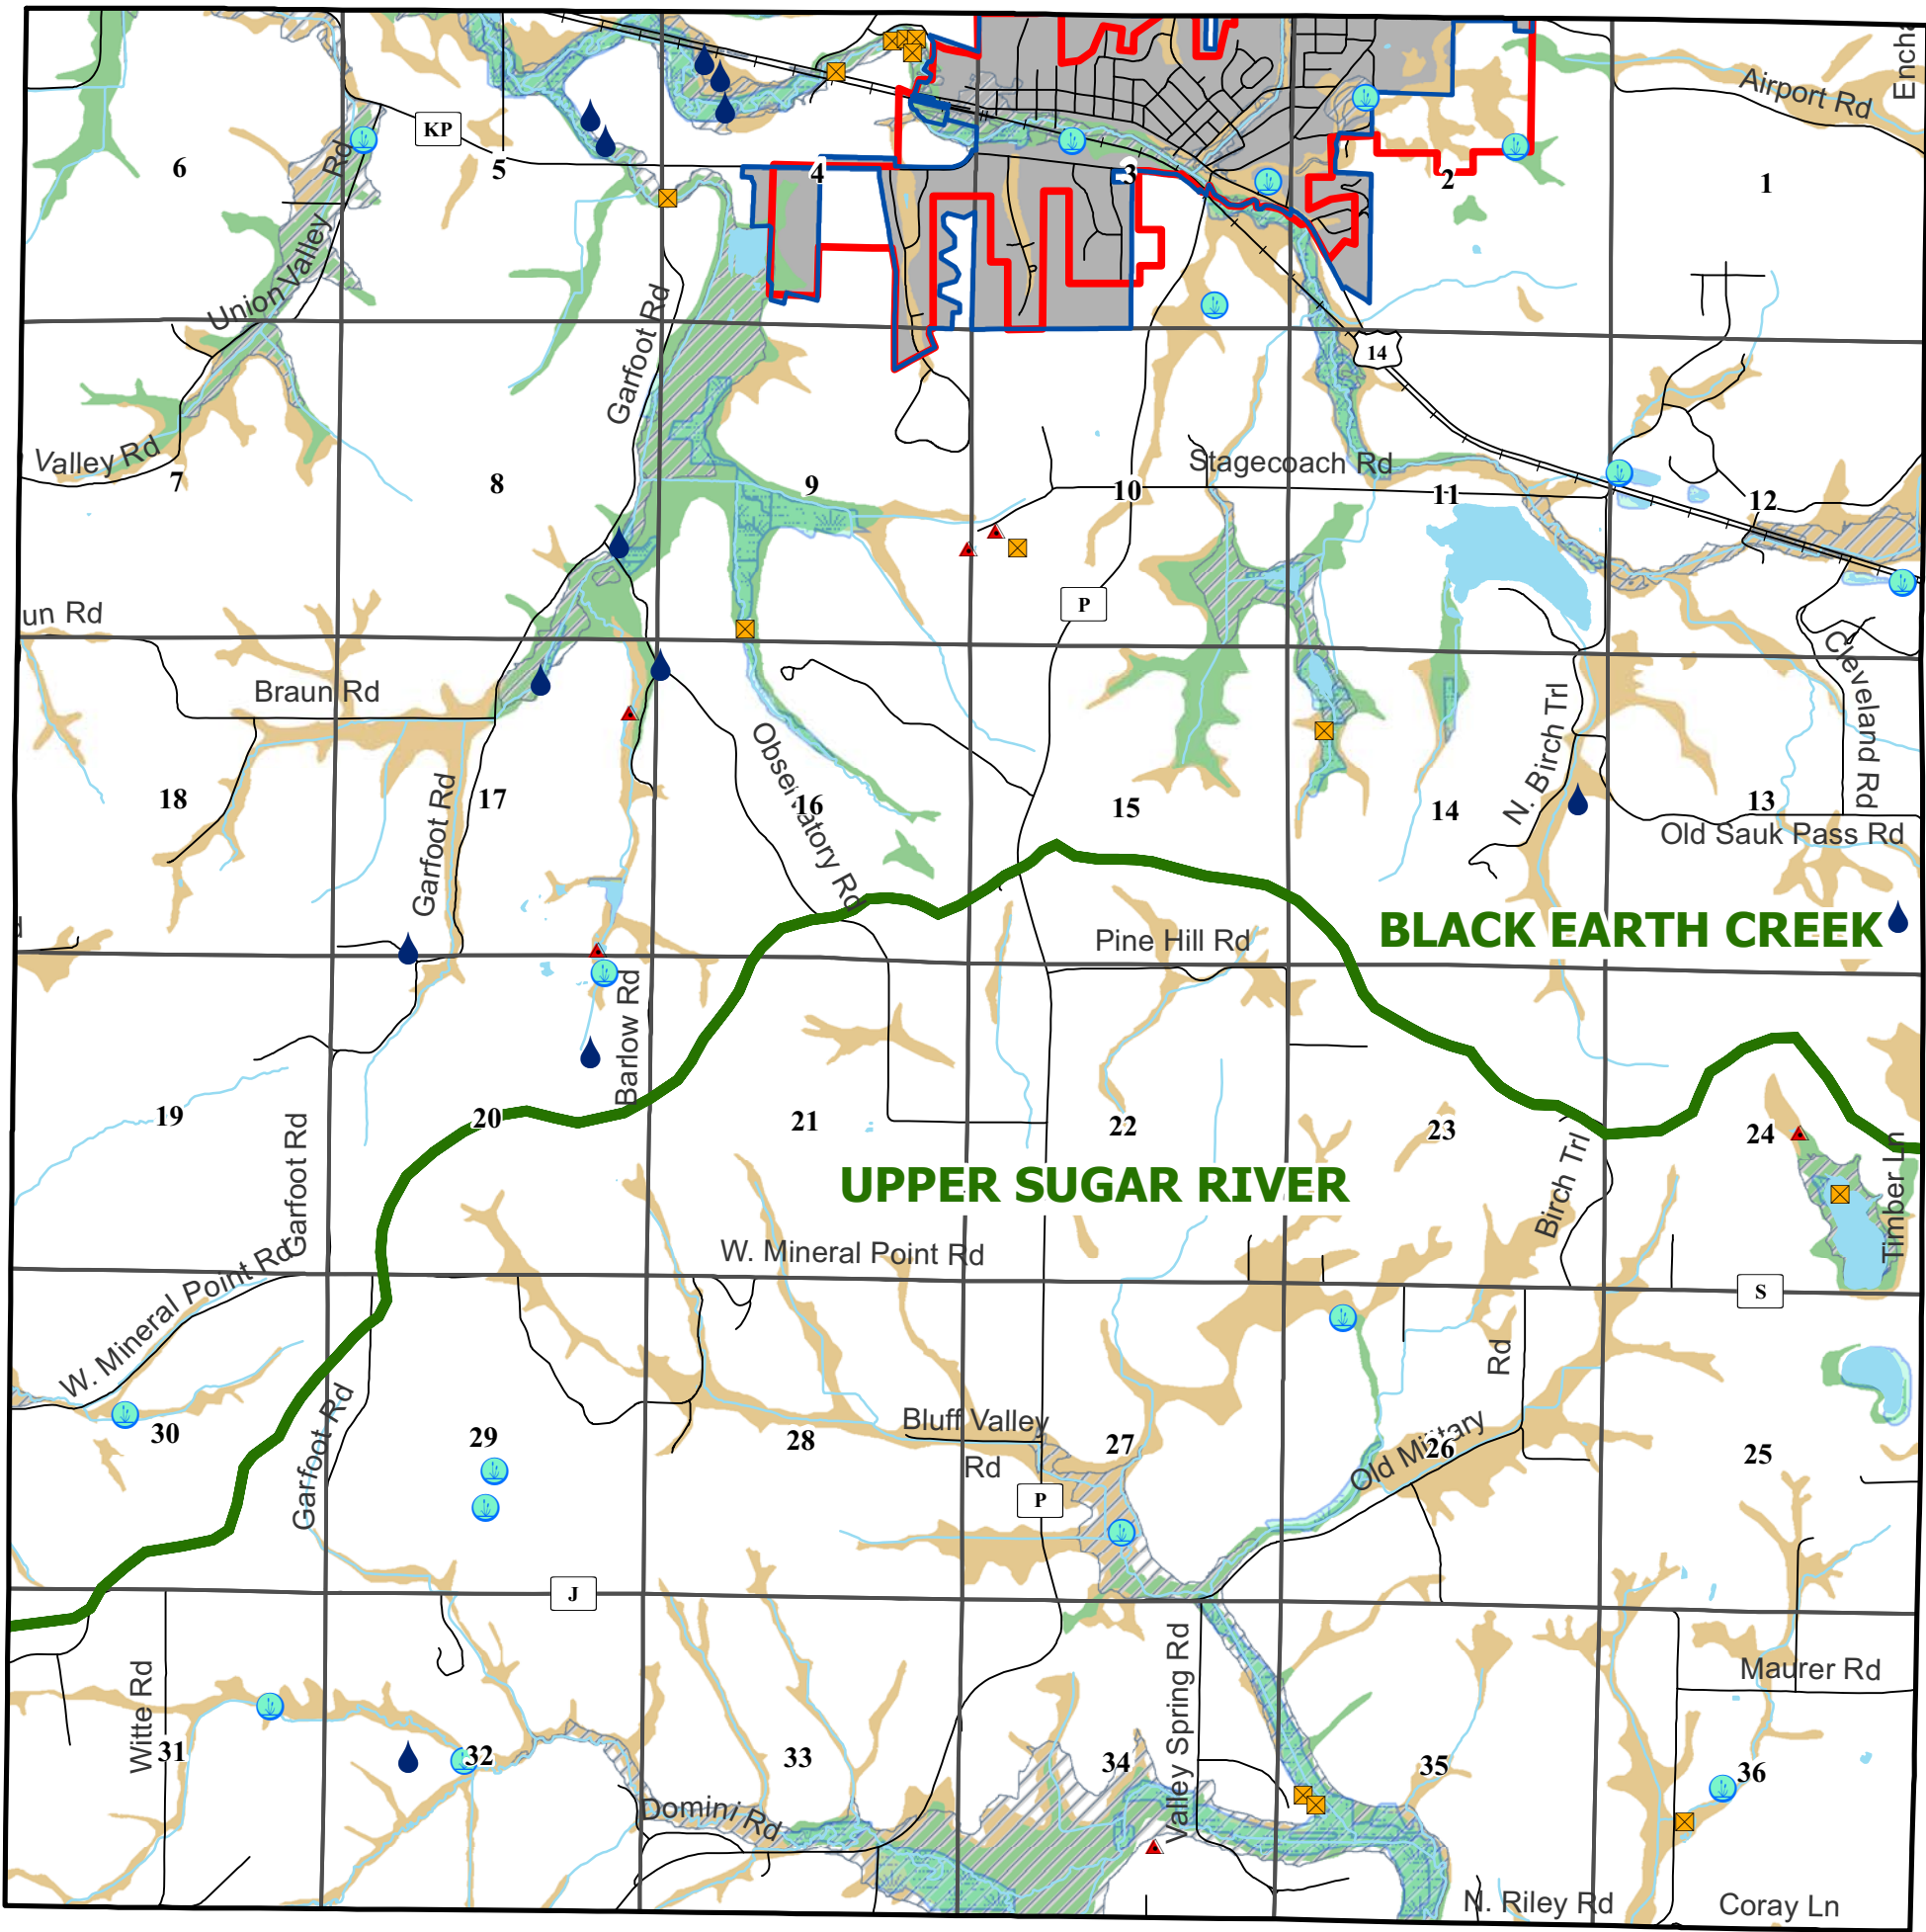 Airport Rd
Encha
KP
Rd
6
5
4
3
2
1
Union Valley
Garfoot Rd
14
Valley Rd
7
8
9
Stagecoach Rd
10
11
12
un Rd
P
Braun Rd
Cleveland Rd
N. Birch Trl
Observatory Rd
Garfoot Rd
18
17
16
15
14
13
Old Sauk Pass Rd
d
BLACK EARTH CREEK
Pine Hill Rd
Barlow Rd
19
20
21
22
23
24
Garfoot Rd
UPPER SUGAR RIVER
Birch Trl
Timber Ln
W. Mineral Point Rd
W. Mineral Point Rd
S
Rd
Garfoot Rd
Bluff Valley
Rd
Old Military
30
29
28
27
26
25
P
J
Witte Rd
Valley Spring Rd
Maurer Rd
31
32
33
34
35
36
Domini Rd
N. Riley Rd
Coray Ln